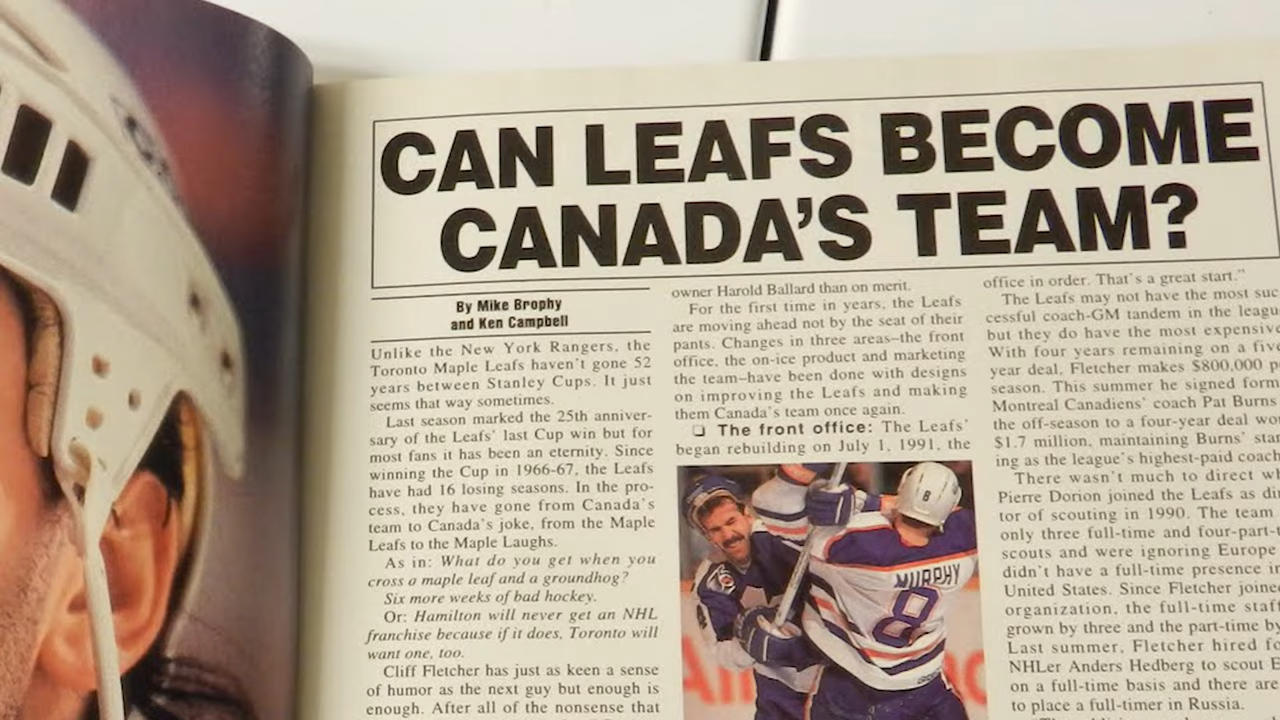 CAN LEAFS BECOME
CANADA'S TEAM?
By Mike Brophy
and Ken Campbell
Unlike the New York Rangers, the
Toronto Maple Leafs haven't gone 52
years between Stanley Cups. It just
seems that way sometimes.
Last season marked the 25th anniver-
sary of the Leafs' last Cup win but for
most fans it has been an eternity. Since
winning the Cup in 1966-67, the Leafs
have had 16 losing seasons. In the pro-
cess, they have gone from Canada's
team to Canada's joke, from the Maple
Leafs to the Maple Laughs.
As in: What do you get when you
cross a maple leaf and a groundhog?
Six more weeks of bad hockey.
Or: Hamilton will never get an NHL
franchise because if it does, Toronto will
want one, too.
Cliff Fletcher has just as keen a sense
of humor as the next guy but enough is
enough. After all of the nonsense that
owner Harold Ballard than on merit.
For the first time in years, the Leafs
are moving ahead not by the seat of their
pants. Changes in three areas–the front
office, the on-ice product and marketing
the team–have been done with designs
on improving the Leafs and making
them Canada's team once again.
❏ The front office: The Leafs'
began rebuilding on July 1, 1991, the
8
MURPHY
8
office in order. That's a great start."
The Leafs may not have the most suc
cessful coach-GM tandem in the leagu
but they do have the most expensive
With four years remaining on a five
year deal, Fletcher makes $800,000 p
season. This summer he signed form
Montreal Canadiens' coach Pat Burns
the off-season to a four-year deal wo
$1.7 million, maintaining Burns' stan
ing as the league's highest-paid coach
There wasn't much to direct wh
Pierre Dorion joined the Leafs as di
tor of scouting in 1990. The team
only three full-time and four-part-t
scouts and were ignoring Europe
didn't have a full-time presence in
United States. Since Fletcher joine
organization, the full-time staff
grown by three and the part-time by
Last summer, Fletcher hired fo
NHLer Anders Hedberg to scout E
on a full-time basis and there are
to place a full-timer in Russia.